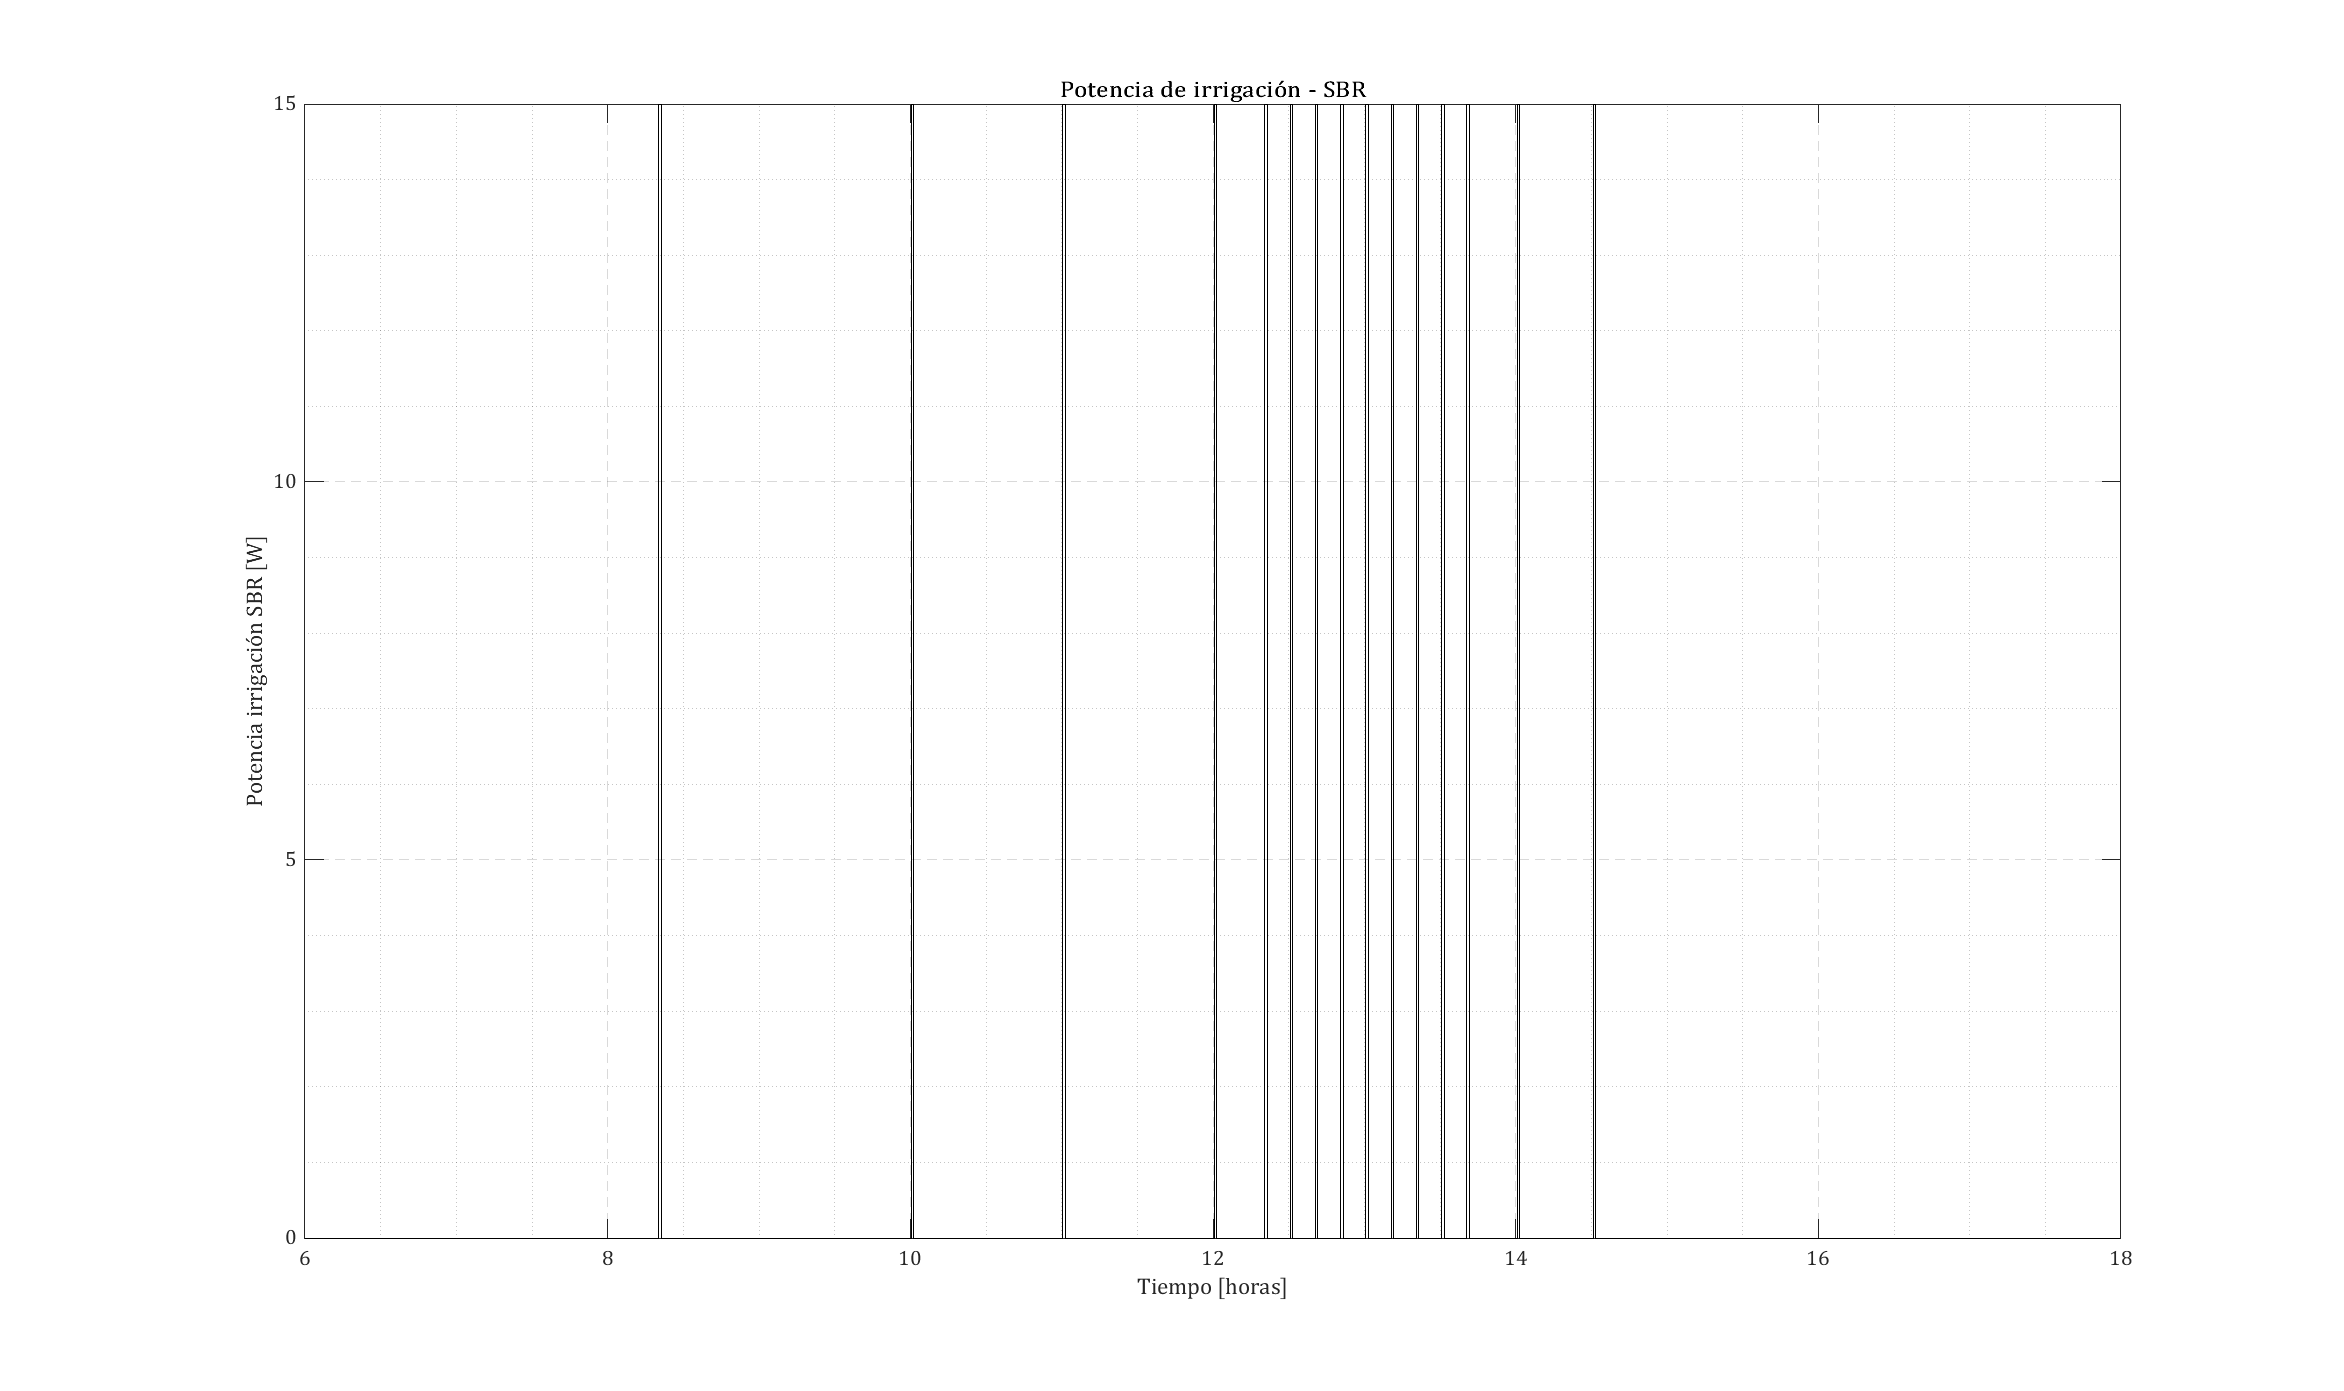 Potencia de irrigación - SBR
15
10
5
0
Potencia irrigación SBR [W]
6 8 10 12 14 16 18
Tiempo [horas]